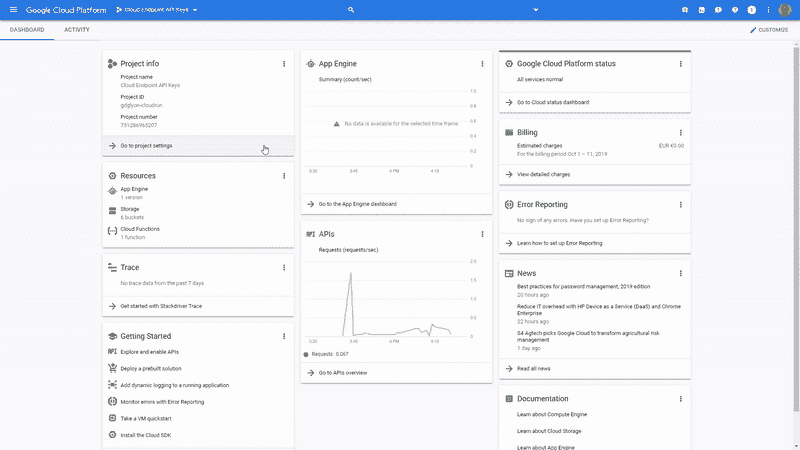 Google Cloud Platform
Cloud Endpoint API Keys
DASHBOARD
ACTIVITY
CUSTOMIZE
Project info
Project name
Cloud Endpoint API Keys
Project ID
gdglyon-cloudrun
Project number
751286965207
Go to project settings
Resources
App Engine
1 version
Storage
6 buckets
Cloud Functions
1 function
Trace
No trace data from the past 7 days
Get started with Stackdriver Trace
Getting Started
API
Explore and enable APIs
Deploy a prebuilt solution
Add dynamic logging to a running application
Monitor errors with Error Reporting
Take a VM quickstart
Install the Cloud SDK
App Engine
Summary (count/sec)
1.0
0.8
0.6
No data is available for the selected time frame.
0.4
0.2
0
3:30
3:45
4 PM
4:15
Go to the App Engine dashboard
API
APIs
Requests (requests/sec)
2.0
1.5
1.0
0.5
0
3:30
3:45
4 PM
4:15
Requests: 0.067
Go to APIs overview
Google Cloud Platform status
All services normal
Go to Cloud status dashboard
Billing
Estimated charges
EUR €0.00
For the billing period Oct 1 – 11, 2019
View detailed charges
Error Reporting
No sign of any errors. Have you set up Error Reporting?
Learn how to set up Error Reporting
News
Best practices for password management, 2019 edition
20 hours ago
Reduce IT overhead with HP Device as a Service (DaaS) and Chrome
Enterprise
22 hours ago
S4 Agtech picks Google Cloud to transform agricultural risk
management
1 day ago
Read all news
Documentation
Learn about Compute Engine
Learn about Cloud Storage
Learn about App Engine